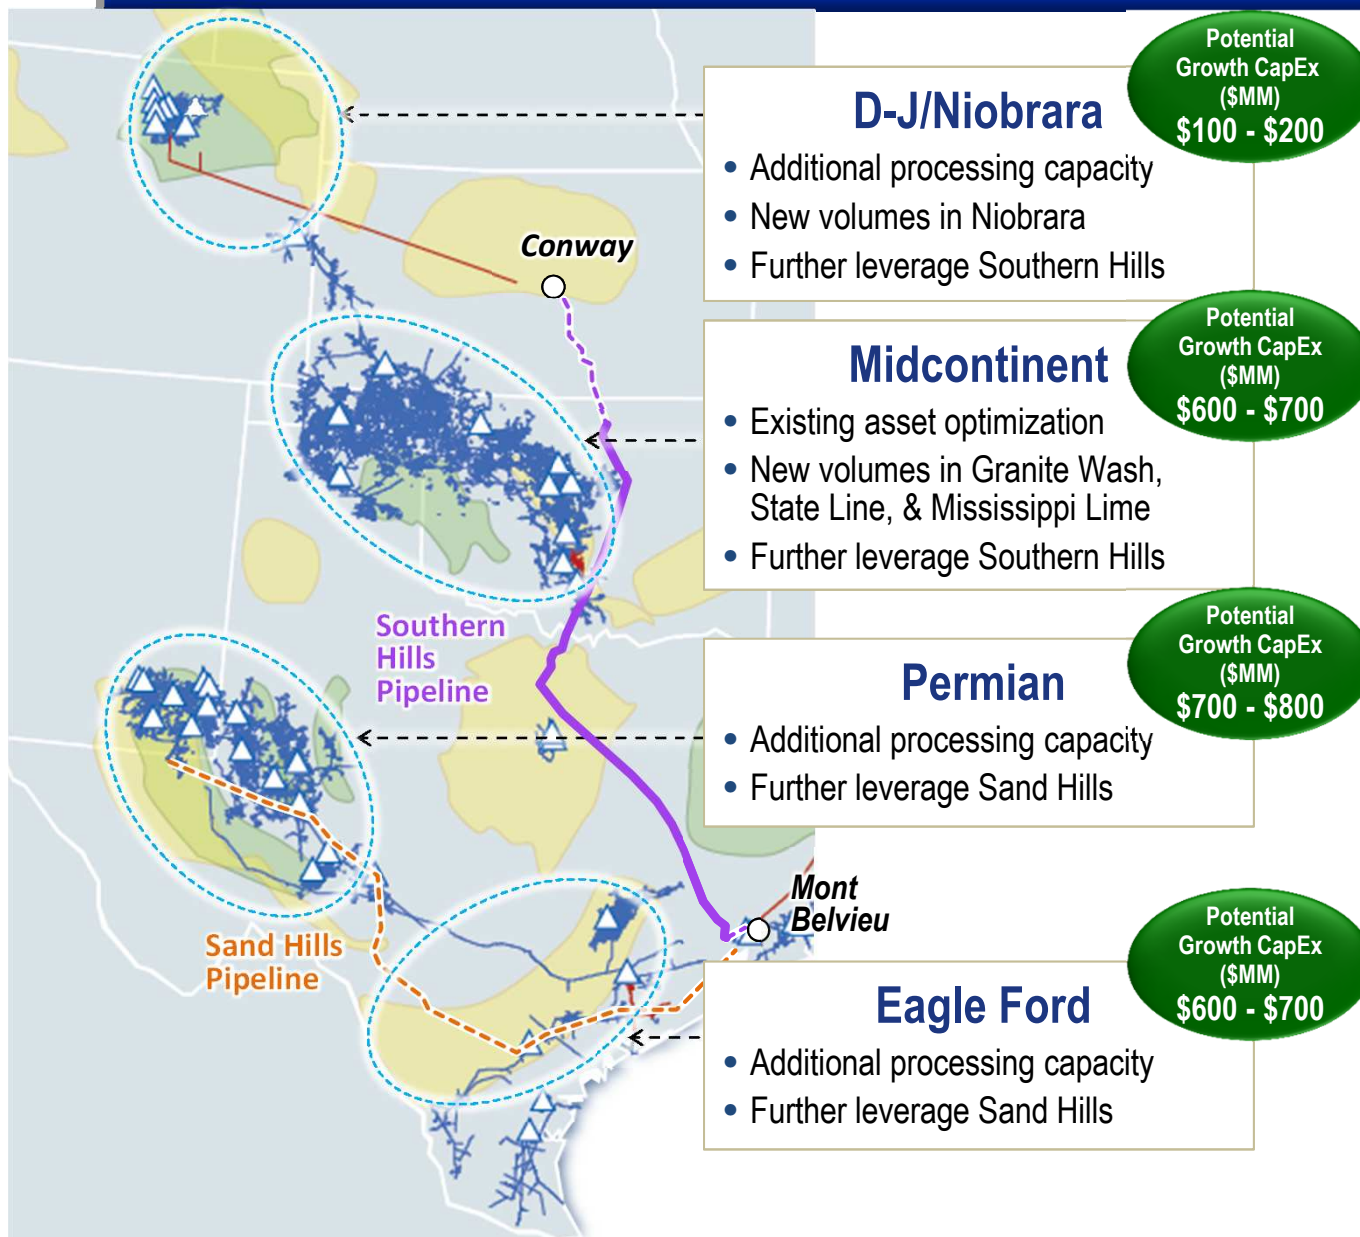 Potential
Growth CapEx
($MM)
$100 - $200
D-J/Niobrara
• Additional processing capacity
• New volumes in Niobrara
• Further leverage Southern Hills
Conway
Potential
Growth CapEx
($MM)
$600 - $700
Midcontinent
• Existing asset optimization
• New volumes in Granite Wash,
State Line, & Mississippi Lime
• Further leverage Southern Hills
Southern
Hills
Pipeline
Potential
Growth CapEx
($MM)
$700 - $800
Permian
• Additional processing capacity
• Further leverage Sand Hills
Mont
Belvieu
Sand Hills
Pipeline
Potential
Growth CapEx
($MM)
$600 - $700
Eagle Ford
• Additional processing capacity
• Further leverage Sand Hills